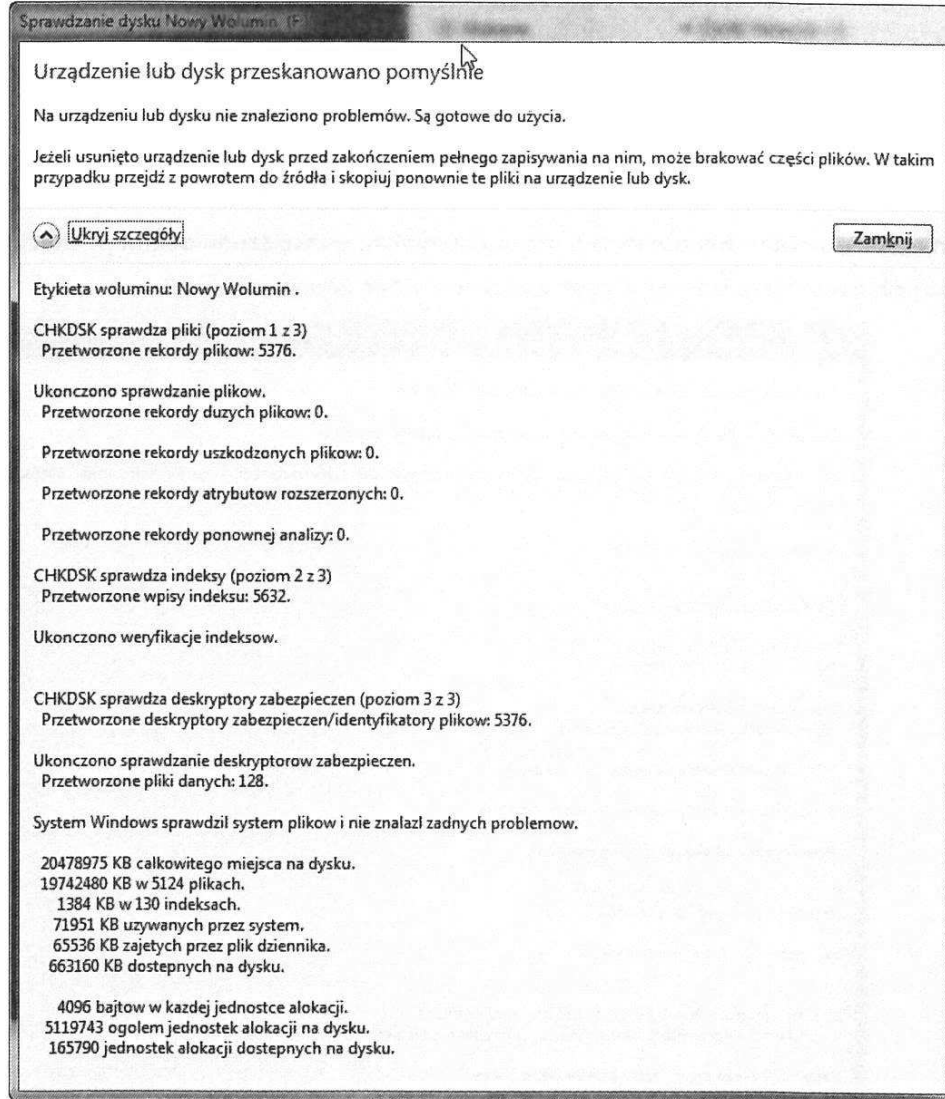 Sprawdzanie dysku Nowy Wolumin (F:
Urządzenie lub dysk przeskanowano pomyślnie
Na urządzeniu lub dysku nie znaleziono problemów. Są gotowe do użycia.
Jeżeli usunięto urządzenie lub dysk przed zakończeniem pełnego zapisywania na nim, może brakować części plików. W takim
przypadku przejdź z powrotem do źródła i skopiuj ponownie te pliki na urządzenie lub dysk.
Ukryj szczegóły
Zamknij
Etykieta woluminu: Nowy Wolumin .
CHKDSK sprawdza pliki (poziom 1 z 3)
Przetworzone rekordy plikow: 5376.
Ukonczono sprawdzanie plikow.
Przetworzone rekordy duzych plikow: 0.
Przetworzone rekordy uszkodzonych plikow: 0.
Przetworzone rekordy atrybutow rozszerzonych: 0.
Przetworzone rekordy ponownej analizy: 0.
CHKDSK sprawdza indeksy (poziom 2 z 3)
Przetworzone wpisy indeksu: 5632.
Ukonczono weryfikacje indeksow.
CHKDSK sprawdza deskryptory zabezpieczen (poziom 3 z 3)
Przetworzone deskryptory zabezpieczen/identyfikatory plikow: 5376.
Ukonczono sprawdzanie deskryptorow zabezpieczen.
Przetworzone pliki danych: 128.
System Windows sprawdzil system plikow i nie znalazl zadnych problemow.
20478975 KB calkowitego miejsca na dysku.
19742480 KB w 5124 plikach.
1384 KB w 130 indeksach.
71951 KB uzywanych przez system.
65536 KB zajetych przez plik dziennika.
663160 KB dostepnych na dysku.
4096 bajtow w kazdej jednostce alokacji.
5119743 ogolem jednostek alokacji na dysku.
165790 jednostek alokacji dostepnych na dysku.